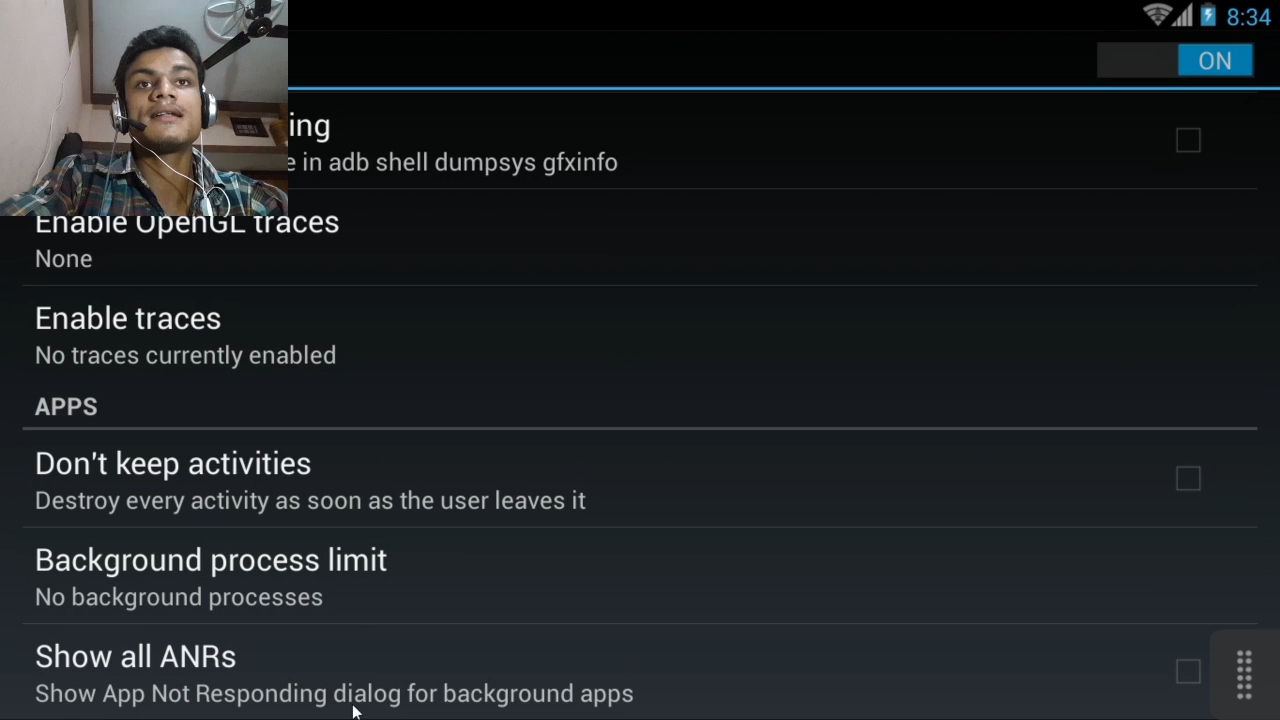 8:34
ON
ing
e in adb shell dumpsys gfxinfo
Enable OpenGL traces
None
Enable traces
No traces currently enabled
APPS
Don't keep activities
Destroy every activity as soon as the user leaves it
Background process limit
No background processes
Show all ANRs
Show App Not Responding dialog for background apps